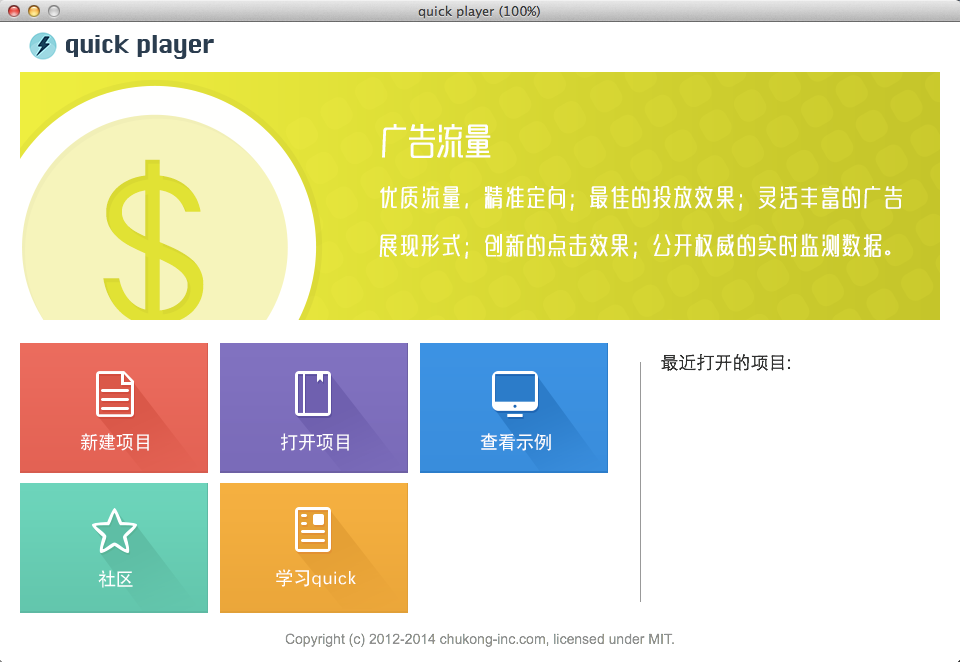 quick player (100%)
quick player
广告流量
优质流量，精准定向；最佳的投放效果；灵活丰富的广告
展现形式；创新的点击效果；公开权威的实时监测数据。
新建项目
打开项目
查看示例
最近打开的项目:
社区
学习quick
Copyright (c) 2012-2014 chukong-inc.com, licensed under MIT.